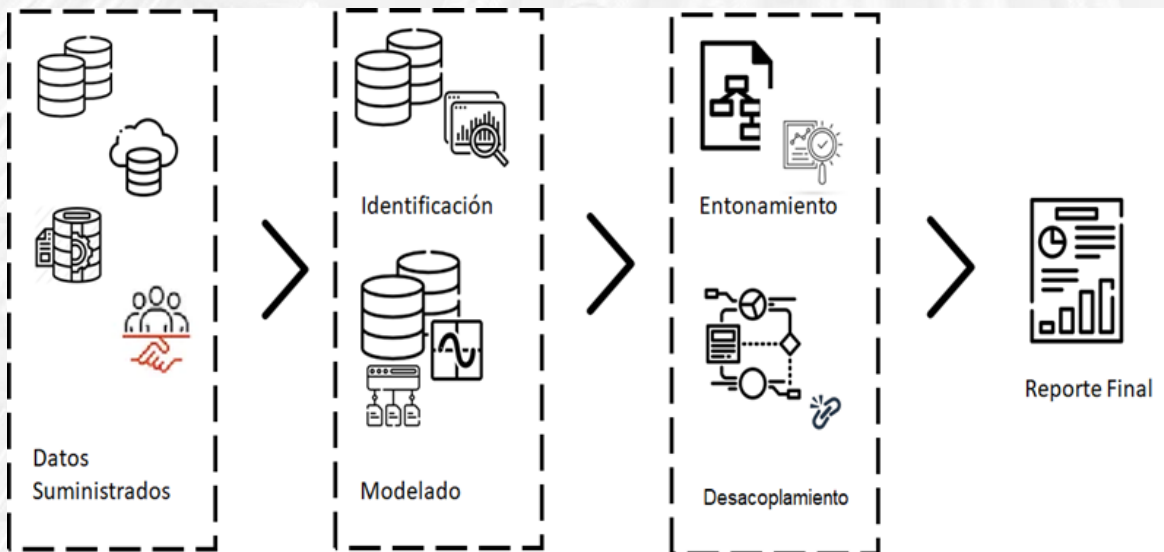 Datos
Suministrados
Identificación
Modelado
Entonamiento
Desacoplamiento
Reporte Final